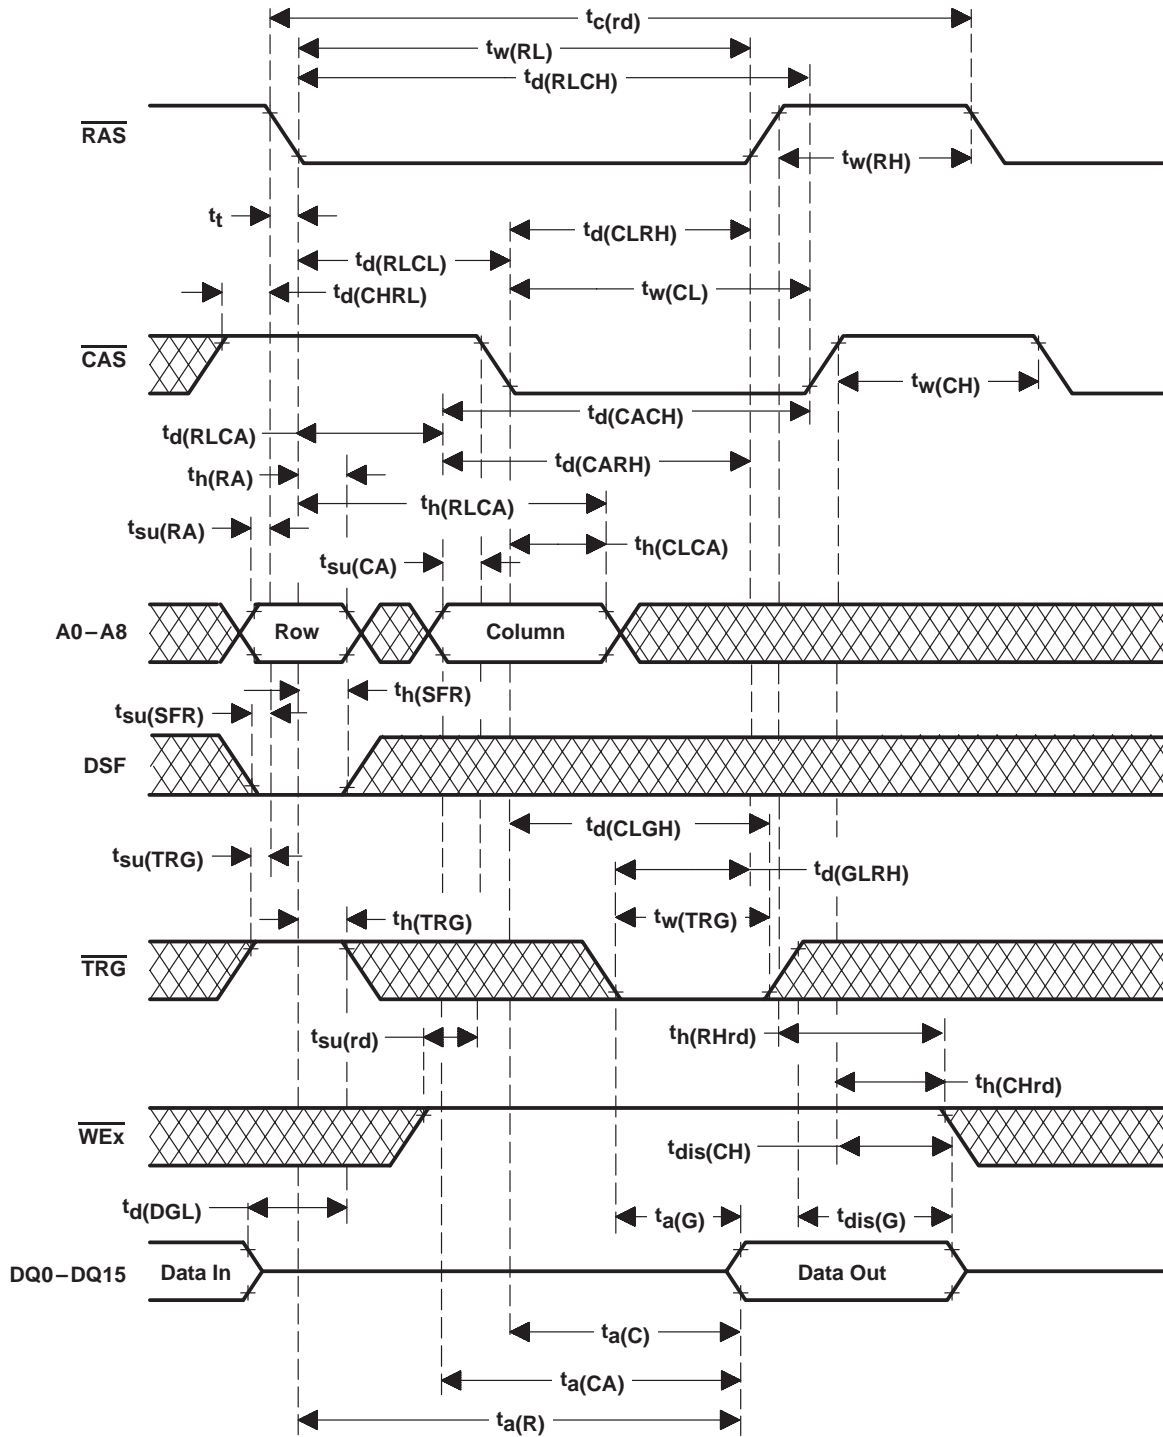 tc(rd)
tw(RL)
td(RLCH)
RAS
tw(RH)
tt
td(CLRH)
td(RLCL)
td(CHRL)
tw(CL)
CAS
tw(CH)
td(CACH)
td(RLCA)
td(CARH)
th(RA)
th(RLCA)
tsu(RA)
th(CLCA)
tsu(CA)
A0–A8
Row
Column
th(SFR)
tsu(SFR)
DSF
td(CLGH)
tsu(TRG)
td(GLRH)
th(TRG)
tw(TRG)
TRG
tsu(rd)
th(RHrd)
th(CHrd)
WEx
tdis(CH)
td(DGL)
ta(G)
tdis(G)
DQ0–DQ15
Data In
Data Out
ta(C)
ta(CA)
ta(R)